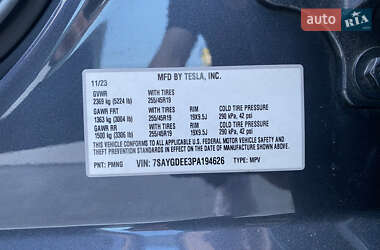 auto.RIA.com
MFD BY TESLA, INC.
11/23
GVWR WITH TIRES
2369 kg (5224 lb) 255/45R19
GAWR FRT WITH TIRES RIM COLD TIRE PRESSURE
1363 kg (3004 lb) 255/45R19 19X9.5J 290 kPa, 42 psi
GAWR RR WITH TIRES RIM COLD TIRE PRESSURE
1500 kg (3305 lb) 255/45R19 19X9.5J 290 kPa, 42 psi
THIS VEHICLE CONFORMS TO ALL APPLICABLE FEDERAL MOTOR VEHICLE
SAFETY, BUMPER AND THEFT PREVENTION STANDARDS IN
EFFECT ON THE DATE OF MANUFACTURE SHOWN ABOVE.
PNT: PMNG VIN: 7SAYGDEE3PA194626 TYPE: MPV